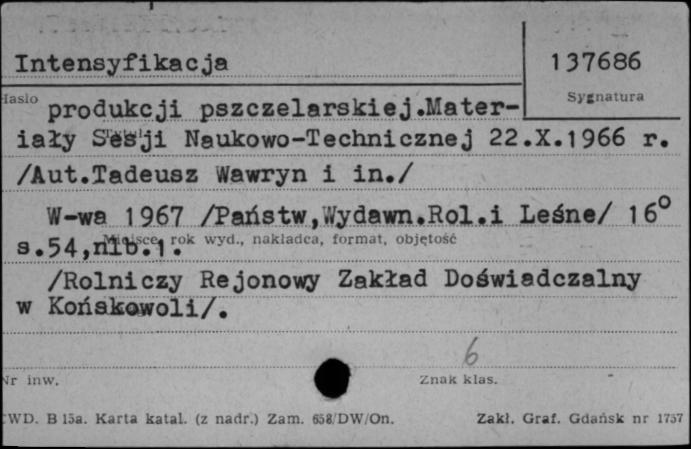 Intensyfikacja
137686
Hasło
Sygnatura
produkcji pszczelarskiej.Mater-
iały Sesji Naukowo-Technicznej 22.X.1966 r.
/Aut.Tadeusz Wawryn i in./
W-wa 1967 /Państw,Wydawn.Rol.i Leśne/ 16°
Miejsce, rok wyd., nakładca, format, objętość
s.54,nlb.1.
/Rolniczy Rejonowy Zakład Doświadczalny
w Końskowoli/.
6
Nr inw.
Znak klas.
CWD. B 15a. Karta katal. (z nadr.) Zam. 658/DW/On.
Zakł. Graf. Gdańsk nr 1757